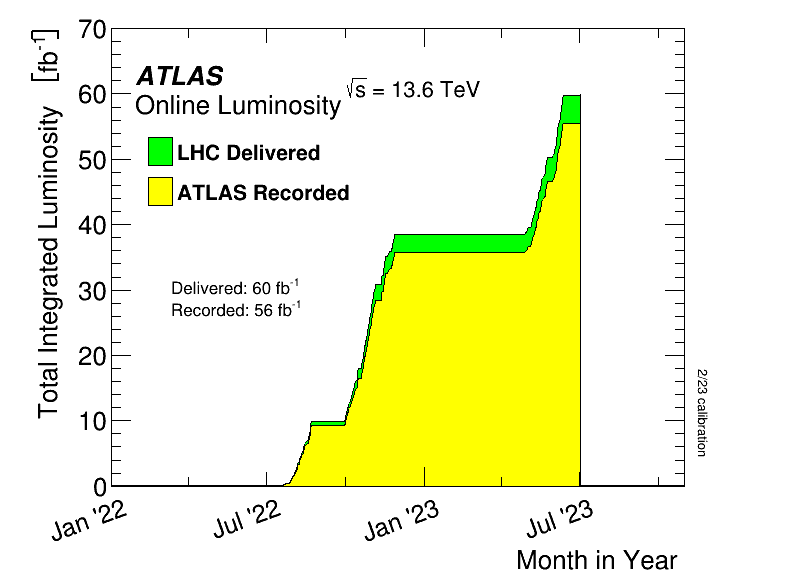 70
60
50
40
30
20
10
0
Total Integrated Luminosity [fb⁻¹]
ATLAS
Online Luminosity
√s = 13.6 TeV
LHC Delivered
ATLAS Recorded
Delivered: 60 fb⁻¹
Recorded: 56 fb⁻¹
2/23 calibration
Jan '22
Jul '22
Jan '23
Jul '23
Month in Year